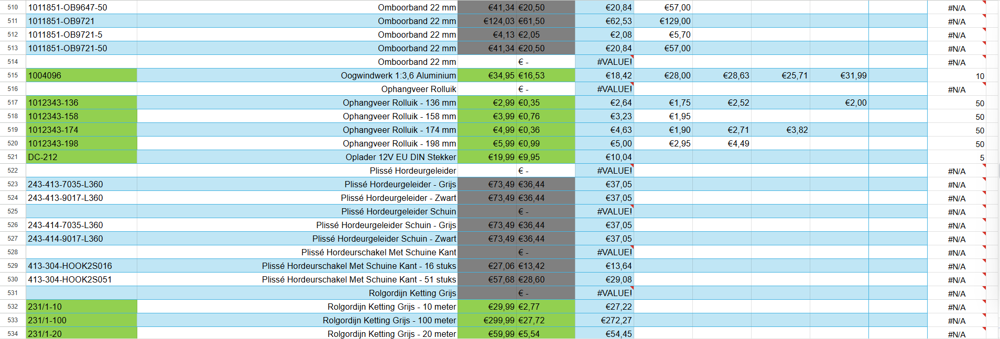 510 1011851-OB9647-50 Omboorband 22 mm €41,34 €20,50 €20,84 €57,00 #N/A
511 1011851-OB9721 Omboorband 22 mm €124,03 €61,50 €62,53 €129,00 #N/A
512 1011851-OB9721-5 Omboorband 22 mm €4,13 €2,05 €2,08 €5,70 #N/A
513 1011851-OB9721-50 Omboorband 22 mm €41,34 €20,50 €20,84 €57,00 #N/A
514 Omboorband 22 mm € - #VALUE! #N/A
515 1004096 Oogwindwerk 1:3,6 Aluminium €34,95 €16,53 €18,42 €28,00 €28,63 €25,71 €31,99 10
516 Ophangveer Rolluik € - #VALUE! #N/A
517 1012343-136 Ophangveer Rolluik - 136 mm €2,99 €0,35 €2,64 €1,75 €2,52 €2,00 50
518 1012343-158 Ophangveer Rolluik - 158 mm €3,99 €0,76 €3,23 €1,95 50
519 1012343-174 Ophangveer Rolluik - 174 mm €4,99 €0,36 €4,63 €1,90 €2,71 €3,82 50
520 1012343-198 Ophangveer Rolluik - 198 mm €5,99 €0,99 €5,00 €2,95 €4,49 50
521 DC-212 Oplader 12V EU DIN Stekker €19,99 €9,95 €10,04 5
522 Plissé Hordeurgeleider € - #VALUE! #N/A
523 243-413-7035-L360 Plissé Hordeurgeleider - Grijs €73,49 €36,44 €37,05 #N/A
524 243-413-9017-L360 Plissé Hordeurgeleider - Zwart €73,49 €36,44 €37,05 #N/A
525 Plissé Hordeurgeleider Schuin € - #VALUE! #N/A
526 243-414-7035-L360 Plissé Hordeurgeleider Schuin - Grijs €73,49 €36,44 €37,05 #N/A
527 243-414-9017-L360 Plissé Hordeurgeleider Schuin - Zwart €73,49 €36,44 €37,05 #N/A
528 Plissé Hordeurschakel Met Schuine Kant € - #VALUE! #N/A
529 413-304-HOOK2S016 Plissé Hordeurschakel Met Schuine Kant - 16 stuks €27,06 €13,42 €13,64 #N/A
530 413-304-HOOK2S051 Plissé Hordeurschakel Met Schuine Kant - 51 stuks €57,68 €28,60 €29,08 #N/A
531 Rolgordijn Ketting Grijs € - #VALUE! #N/A
532 231/1-10 Rolgordijn Ketting Grijs - 10 meter €29,99 €2,77 €27,22 #N/A
533 231/1-100 Rolgordijn Ketting Grijs - 100 meter €299,99 €27,72 €272,27 #N/A
534 231/1-20 Rolgordijn Ketting Grijs - 20 meter €59,99 €5,54 €54,45 #N/A